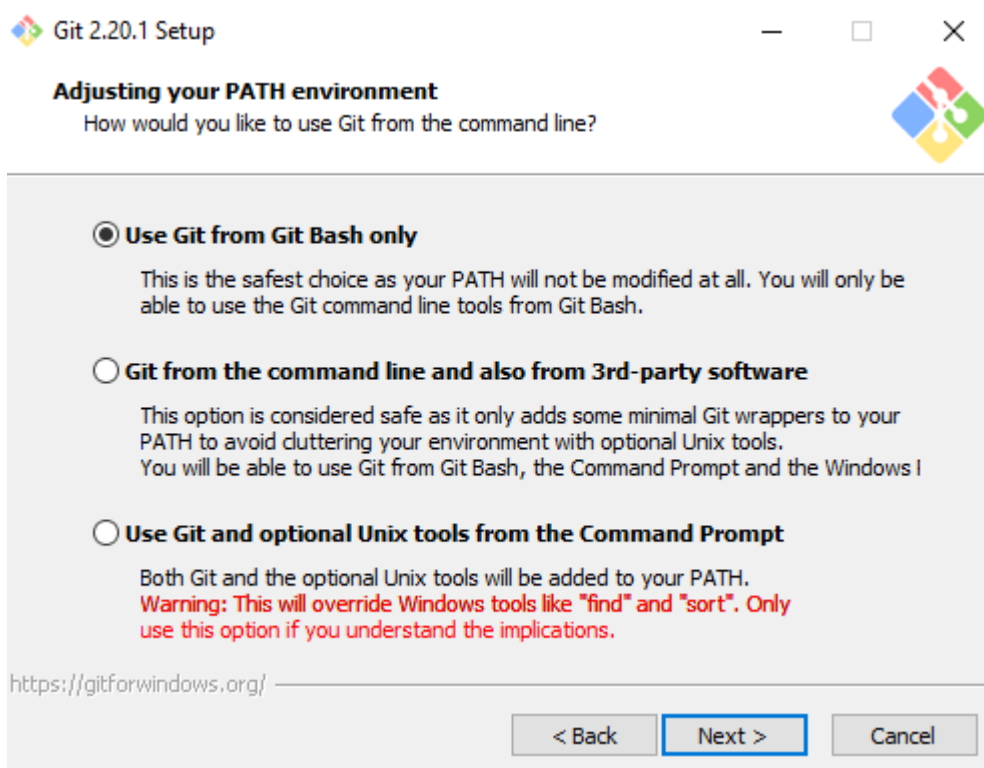 Git 2.20.1 Setup
Adjusting your PATH environment
How would you like to use Git from the command line?
Use Git from Git Bash only
This is the safest choice as your PATH will not be modified at all. You will only be
able to use the Git command line tools from Git Bash.
Git from the command line and also from 3rd-party software
This option is considered safe as it only adds some minimal Git wrappers to your
PATH to avoid cluttering your environment with optional Unix tools.
You will be able to use Git from Git Bash, the Command Prompt and the Windows
Use Git and optional Unix tools from the Command Prompt
Both Git and the optional Unix tools will be added to your PATH.
Warning: This will override Windows tools like "find" and "sort". Only
use this option if you understand the implications.
https://gitforwindows.org/
< Back
Next >
Cancel